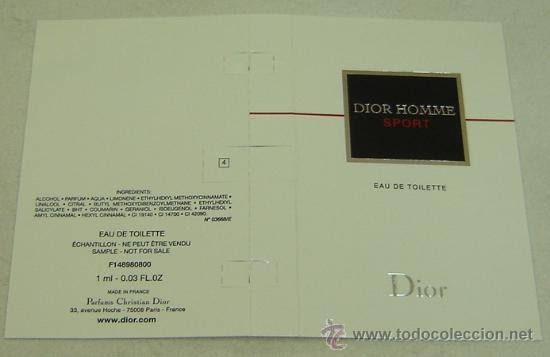 4
INGREDIENTS:
ALCOHOL • PARFUM • AQUA • LIMONENE • ETHYLHEXYL METHOXYCINNAMATE •
LINALOOL • CITRAL • BUTYL METHOXYDIBENZOYLMETHANE • ETHYLHEXYL
SALICYLATE • BHT • COUMARIN • GERANIOL • ISOEUGENOL • FARNESOL •
AMYL CINNAMAL • HEXYL CINNAMAL • CI 19140 • CI 14700 • CI 42090.
N° 03668/E
EAU DE TOILETTE
ÉCHANTILLON - NE PEUT ÊTRE VENDU
SAMPLE - NOT FOR SALE
F146980800
1 ml - 0.03 FL.OZ
MADE IN FRANCE
Parfums Christian Dior
33, avenue Hoche - 75008 Paris - France
www.dior.com
DIOR HOMME
SPORT
EAU DE TOILETTE
Dior
www.todocoleccion.net